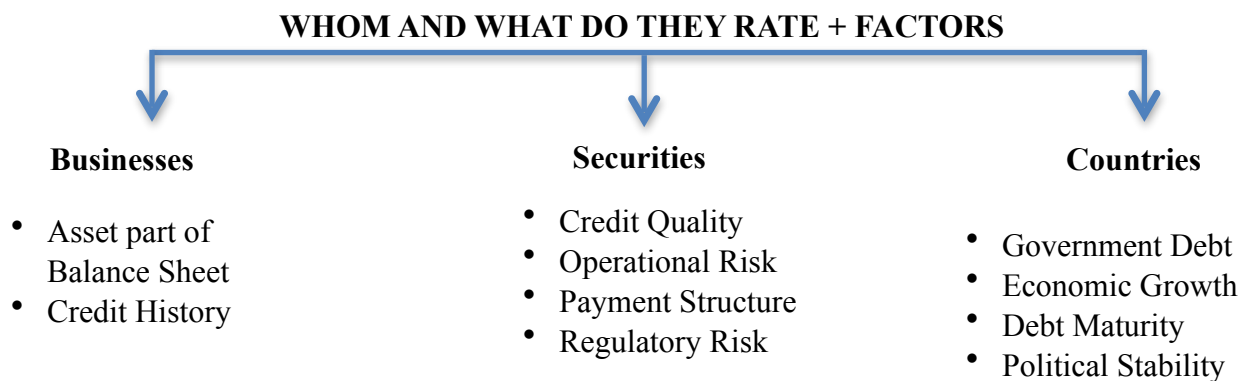 WHOM AND WHAT DO THEY RATE + FACTORS
Businesses
• Asset part of
Balance Sheet
• Credit History
Securities
• Credit Quality
• Operational Risk
• Payment Structure
• Regulatory Risk
Countries
• Government Debt
• Economic Growth
• Debt Maturity
• Political Stability